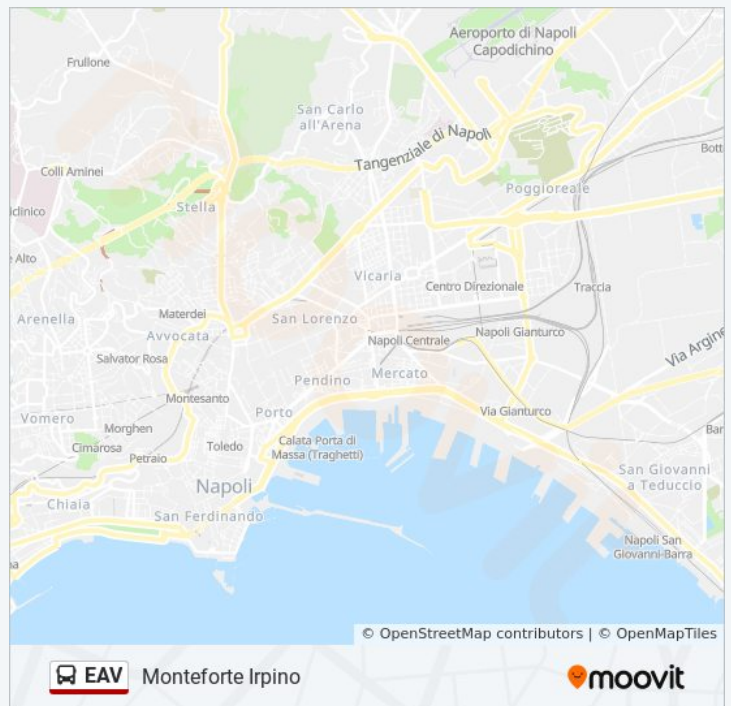 Aeroporto di Napoli
Capodichino
Frullone
San Carlo
all'Arena
Tangenziale di Napoli
Colli Aminei
Poggioreale
iclinico
Stella
Alto
Vicaria
Centro Direzionale
Traccia
Arenella
Materdei
San Lorenzo
Avvocata
Napoli Centrale
Napoli Gianturco
Via Argine
Salvator Rosa
Pendino
Mercato
Montesanto
Porto
Via Gianturco
Vomero
Morghen
Cimarosa
Petraio
Toledo
Calata Porta di
Massa (Traghetti)
San Giovanni
a Teduccio
Napoli
Chiaia
San Ferdinando
Napoli San
Giovanni-Barra
© OpenStreetMap contributors | © OpenMapTiles
EAV Monteforte Irpino
moovit